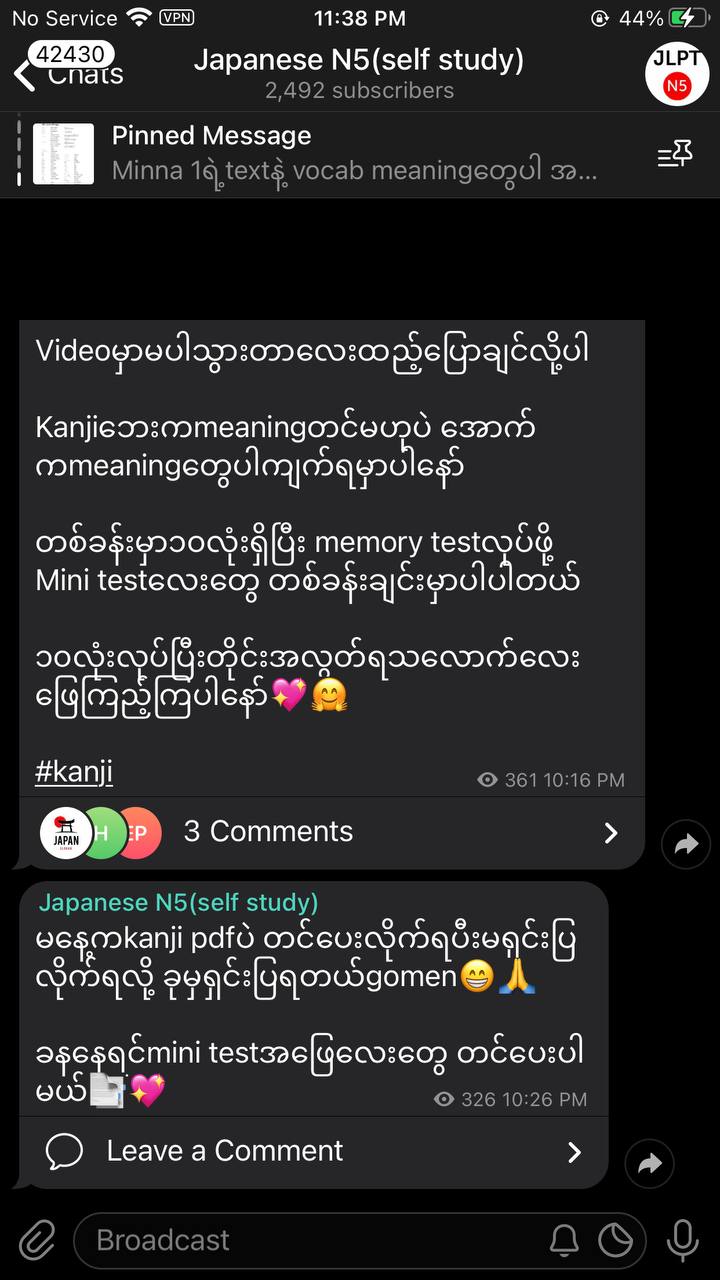 No Service VPN 11:38 PM 44%
42430
Chats
Japanese N5(self study)
2,492 subscribers
JLPT
N5
Pinned Message
Minna 1ရဲ့textနဲ့ vocab meaningတွေပါ အ...
Videoမှာမပါသွားတာလေးထည့်ပြောချင်လို့ပါ
Kanjiဘေးကmeaningတင်မဟုပဲ အောက်
ကmeaningတွေပါကျက်ရမှာပါနော်
တစ်ခန်းမှာ၁၀လုံးရှိပြီး memory testလုပ်ဖို့
Mini testလေးတွေ တစ်ခန်းချင်းမှာပါပါတယ်
၁၀လုံးလုပ်ပြီးတိုင်းအလွတ်ရသလောက်လေး
ဖြေကြည့်ကြပါနော်💖🤗
#kanji
361 10:16 PM
JAPAN H EP 3 Comments
Japanese N5(self study)
မနေ့ကkanji pdfပဲ တင်ပေးလိုက်ရပီးမရှင်းပြ
လိုက်ရလို့ ခုမှရှင်းပြရတယ်gomen😁🙏
ခနနေရင်mini testအဖြေလေးတွေ တင်ပေးပါ
မယ်📄💖
326 10:26 PM
Leave a Comment
Broadcast